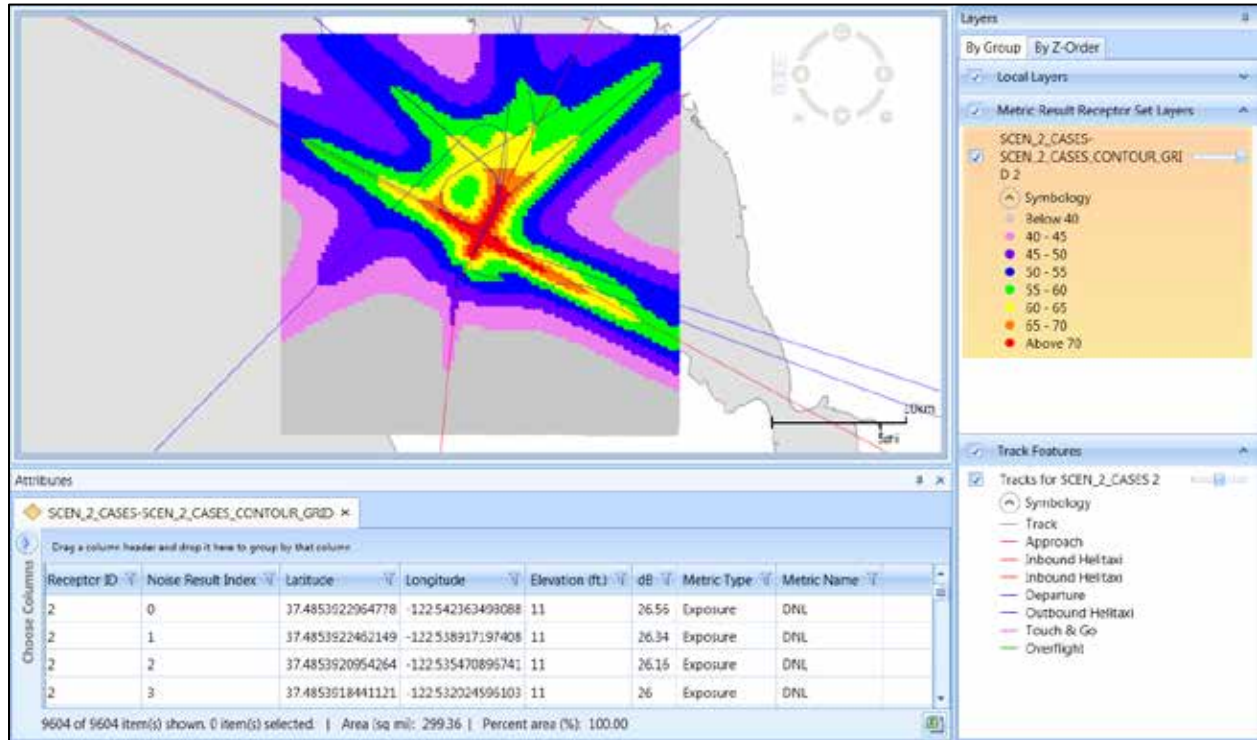 Layers
By Group By Z-Order
Local Layers
Metric Result Receptor Set Layers
SCEN_2_CASES-
SCEN_2_CASES_CONTOUR_GRI
D 2
Symbology
Below 40
40 - 45
45 - 50
50 - 55
55 - 60
60 - 65
65 - 70
Above 70
10km
5mi
Track Features
Tracks for SCEN_2_CASES 2
Symbology
Track
Approach
Inbound Helitaxi
Inbound Helitaxi
Departure
Outbound Helitaxi
Touch & Go
Overflight
Attributes
SCEN_2_CASES-SCEN_2_CASES_CONTOUR_GRID
Choose Columns
Drag a column header and drop it here to group by that column
Receptor ID Noise Result Index Latitude Longitude Elevation (ft.) dB Metric Type Metric Name
2 0 37.4853922964778 -122.542363493088 11 26.56 Exposure DNL
2 1 37.4853922462149 -122.538917197408 11 26.34 Exposure DNL
2 2 37.4853920954264 -122.535470896741 11 26.16 Exposure DNL
2 3 37.4853918441121 -122.532024596103 11 26 Exposure DNL
9604 of 9604 item(s) shown. 0 item(s) selected. | Area (sq mi): 299.36 | Percent area (%): 100.00